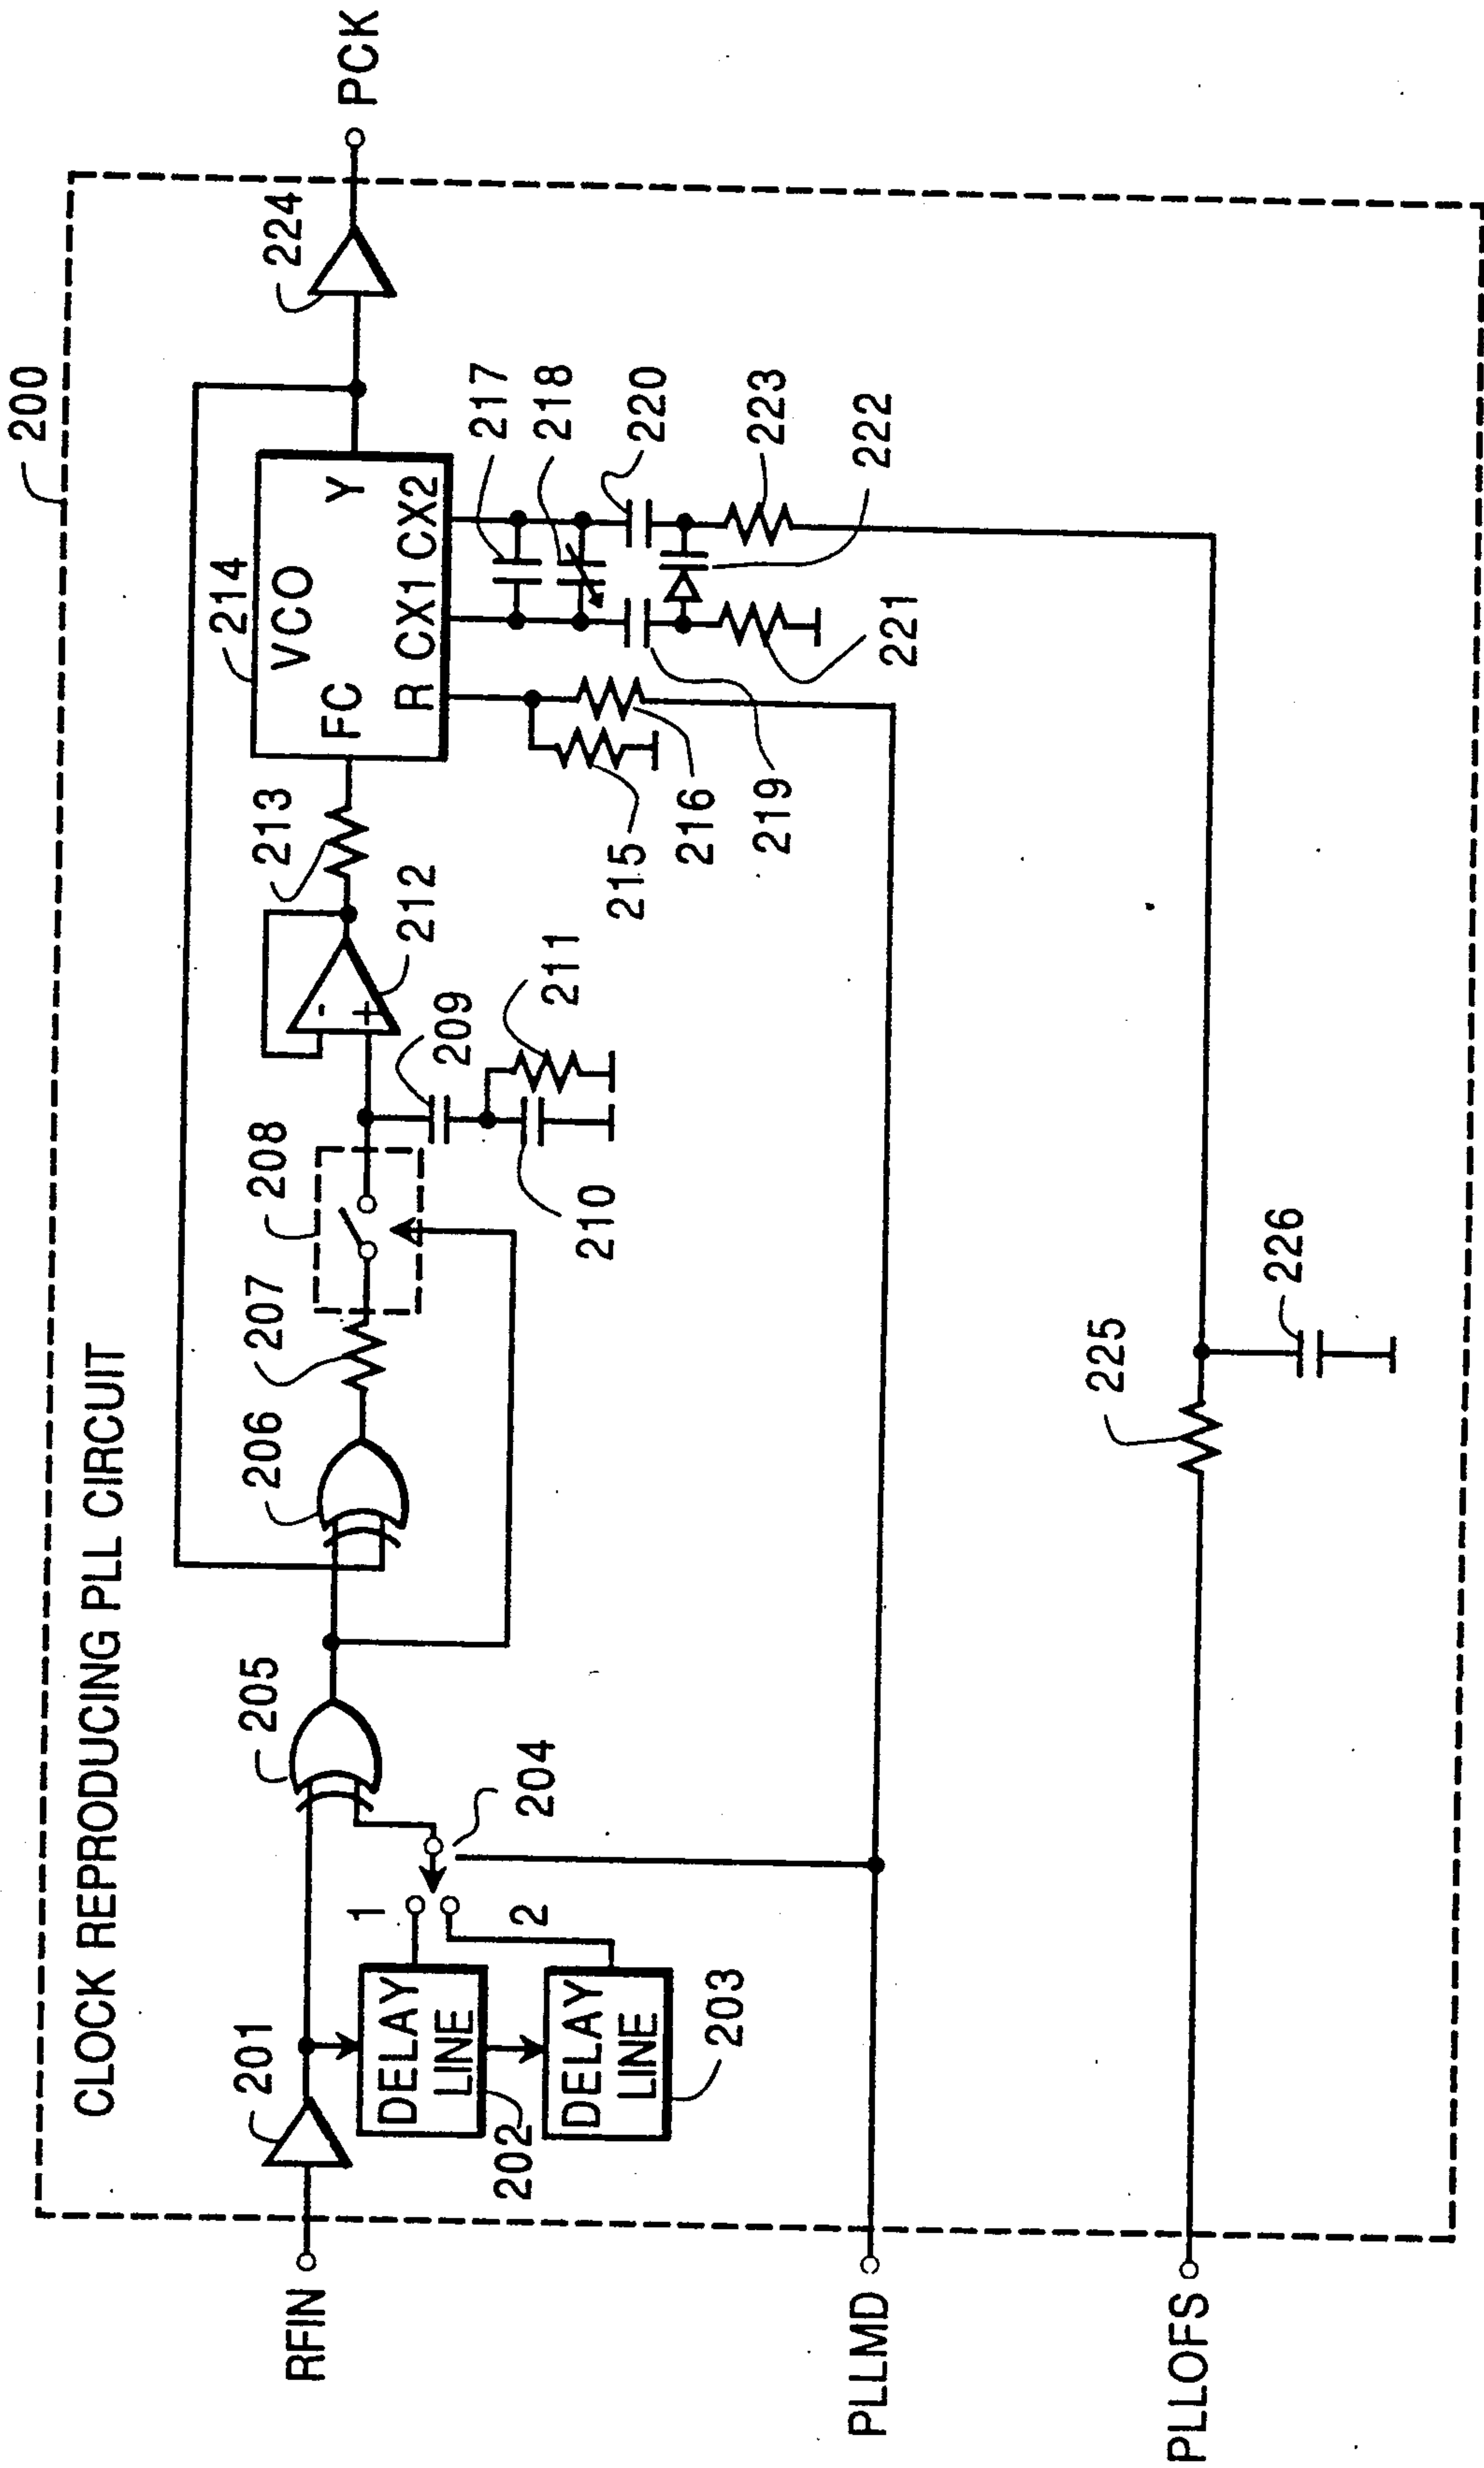 200
CLOCK REPRODUCING PLL CIRCUIT
RFIN
201
DELAY
LINE
202
DELAY
LINE
203
1
2
204
205
206
207
208
209
210
211
212
213
214
VCO
FC
Y
R
CX1
CX2
215
216
217
218
219
220
221
222
223
224
PCK
PLLMD
225
226
PLLOFS
-
+